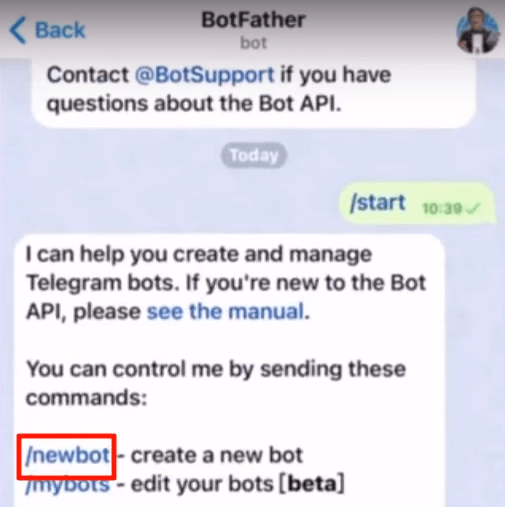 Back
BotFather
bot
Contact @BotSupport if you have
questions about the Bot API.
Today
/start 10:39
I can help you create and manage
Telegram bots. If you're new to the Bot
API, please see the manual.
You can control me by sending these
commands:
/newbot - create a new bot
/mybots - edit your bots [beta]